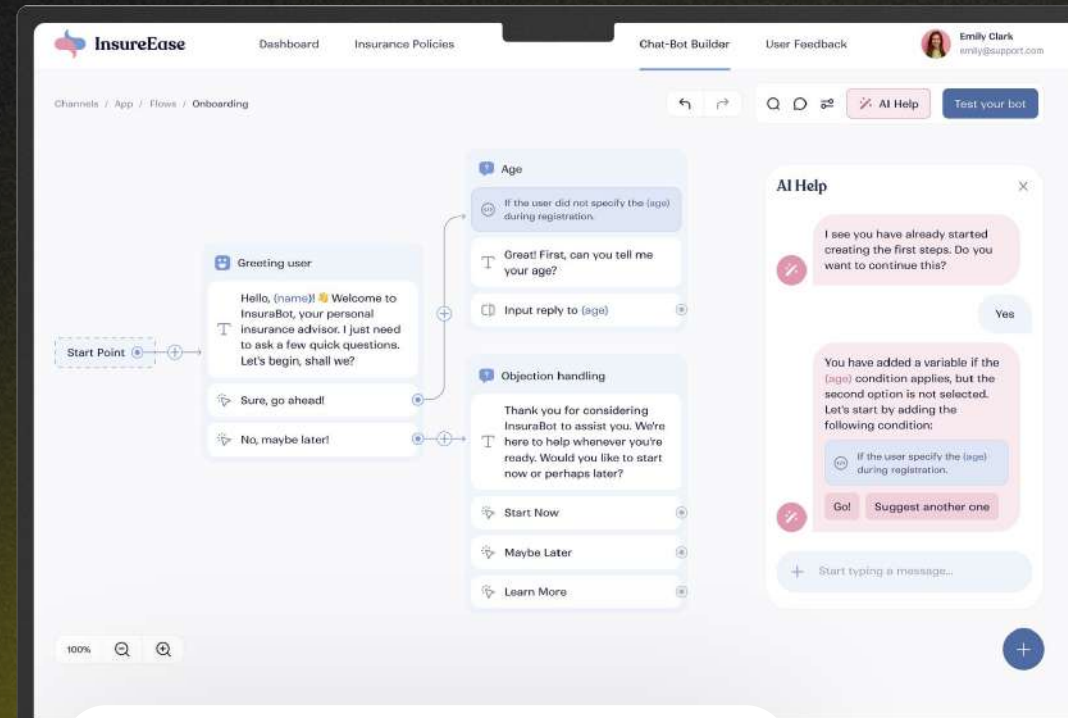 InsureEase
Dashboard
Insurance Policies
Chat-Bot Builder
User Feedback
Emily Clark
emily@support.com
Channels / App / Flows / Onboarding
AI Help
Test your bot
Start Point
Greeting user
Hello, {name}! 👋 Welcome to
InsuraBot, your personal
insurance advisor. I just need
to ask a few quick questions.
Let's begin, shall we?
Sure, go ahead!
No, maybe later!
Age
If the user did not specify the {age}
during registration.
Great! First, can you tell me
your age?
Input reply to {age}
Objection handling
Thank you for considering
InsuraBot to assist you. We're
here to help whenever you're
ready. Would you like to start
now or perhaps later?
Start Now
Maybe Later
Learn More
AI Help
I see you have already started
creating the first steps. Do you
want to continue this?
Yes
You have added a variable if the
{age} condition applies, but the
second option is not selected.
Let's start by adding the
following condition:
If the user specify the {age}
during registration.
Go!
Suggest another one
Start typing a message...
100%